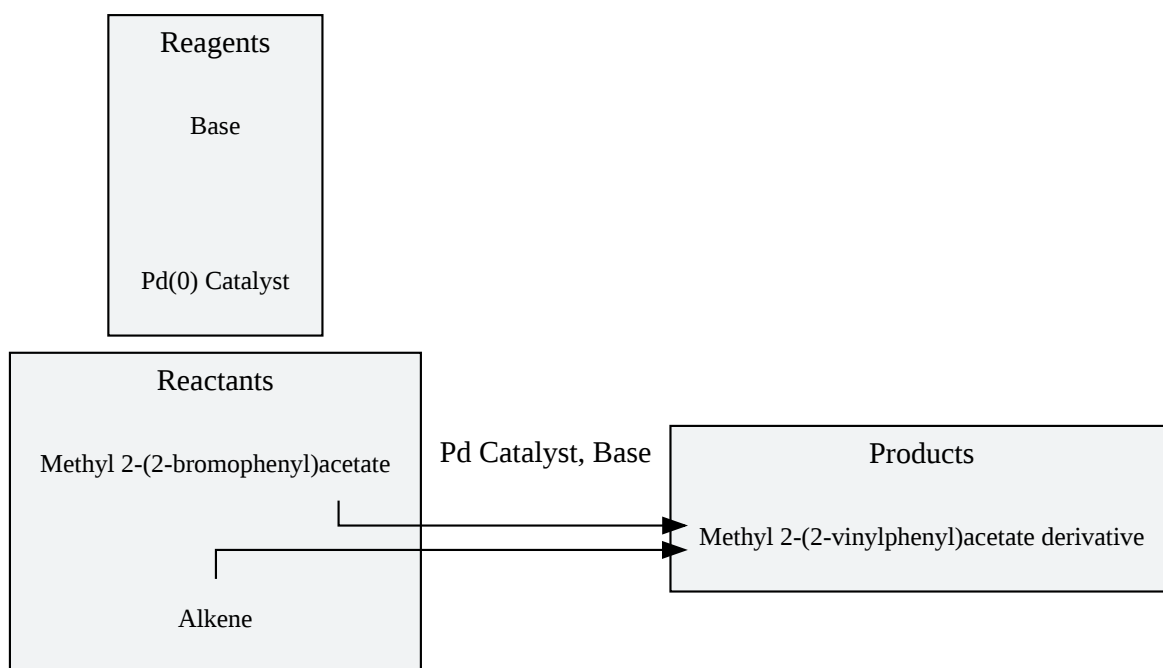 Reagents
Base
Pd(0) Catalyst
Reactants
Methyl 2-(2-bromophenyl)acetate
Alkene
Pd Catalyst, Base
Products
Methyl 2-(2-vinylphenyl)acetate derivative